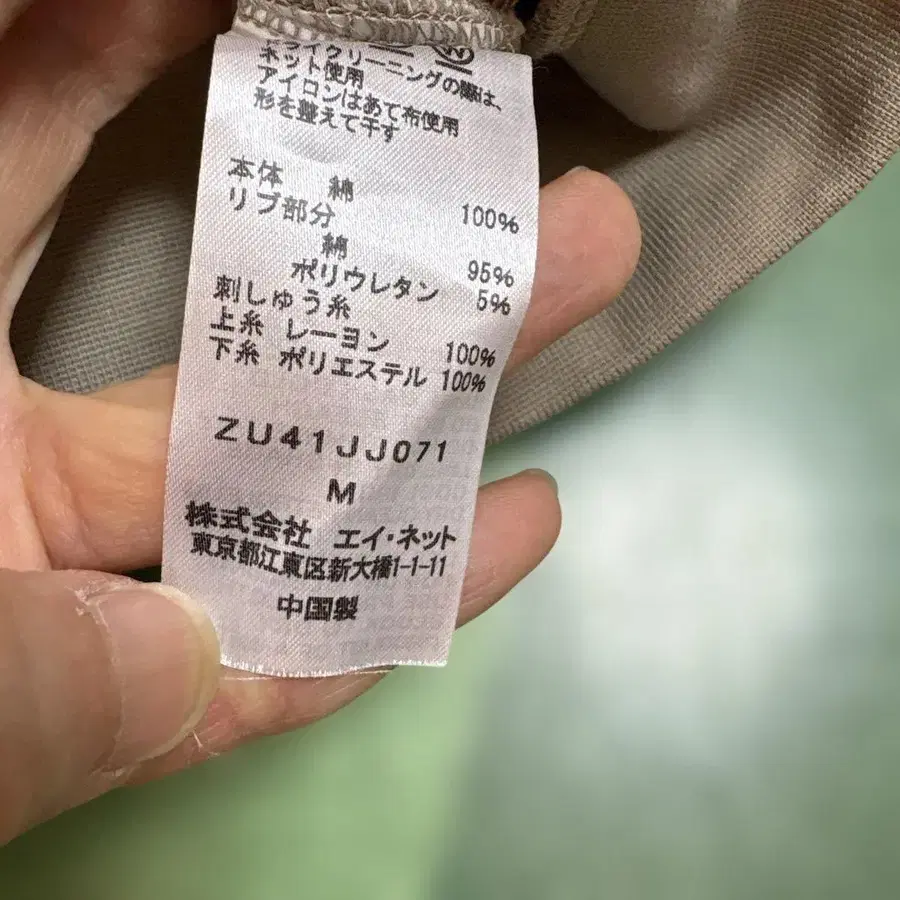 ドライクリーニングの際は、
ネット使用
アイロンはあて布使用
形を整えて干す
本体 綿 100%
リブ部分
綿 95%
ポリウレタン 5%
刺しゅう糸
上糸 レーヨン 100%
下糸 ポリエステル 100%
ZU41JJ071
M
株式会社 エイ・ネット
東京都江東区新大橋1-1-11
中国製